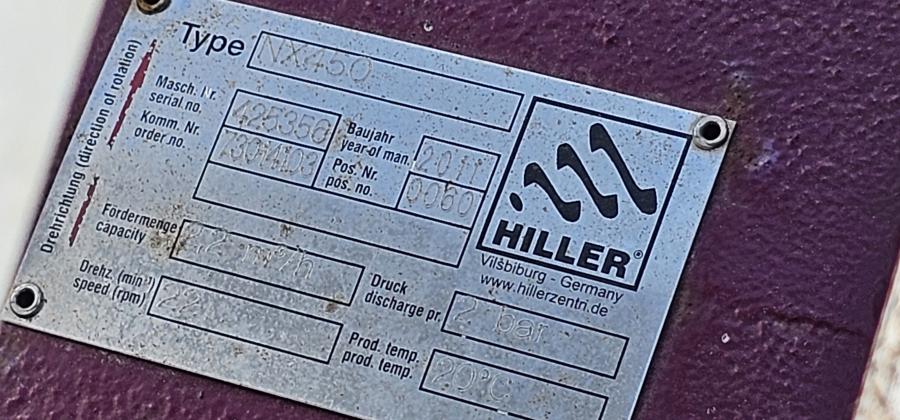 Type NX450
Drehrichtung (direction of rotation)
Masch. Nr.
serial no. 425350
Komm. Nr.
order no.
Baujahr
year of man. 2011
Pos. Nr.
pos. no. 0060
HILLER®
Vilsbiburg - Germany
www.hillerzentri.de
Fördermenge
capacity m³/h
Druck
discharge pr. 2 bar
Drehz. (min⁻¹)
speed (rpm) 22
Prod. temp.
prod. temp. 20°C